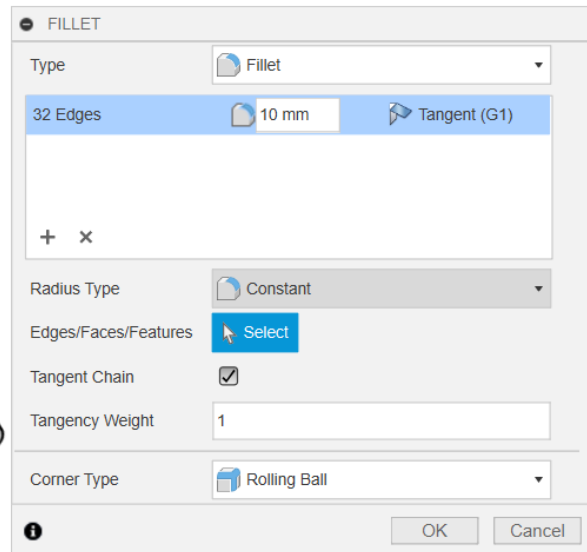 FILLET
Type Fillet
32 Edges 10 mm Tangent (G1)
Radius Type Constant
Edges/Faces/Features Select
Tangent Chain
Tangency Weight 1
Corner Type Rolling Ball
OK Cancel